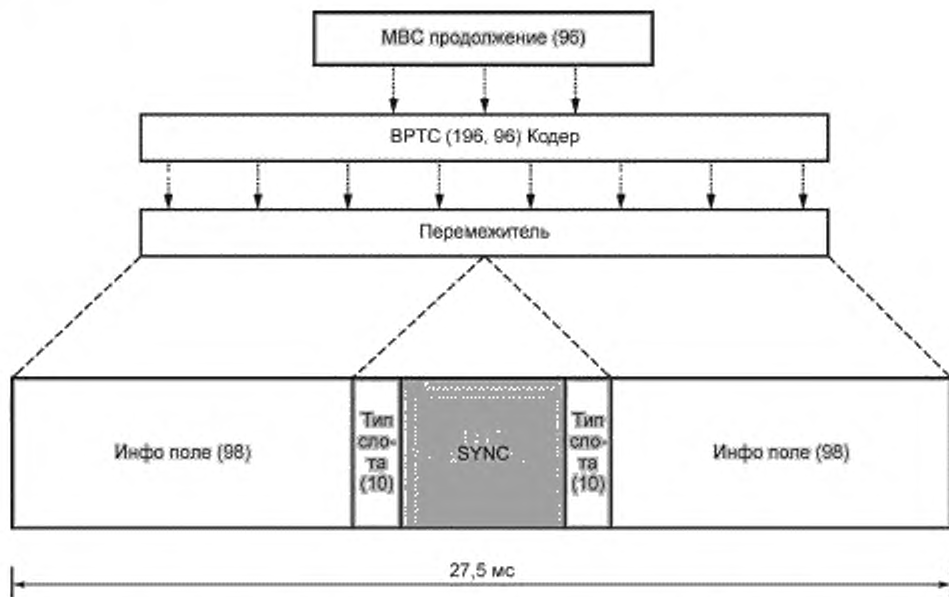 МВС продолжение (96)
ВРТС (196, 96) Кодер
Перемежитель
Инфо поле (98)
Тип
сло-
та
(10)
SYNC
Тип
сло-
та
(10)
Инфо поле (98)
27,5 мс